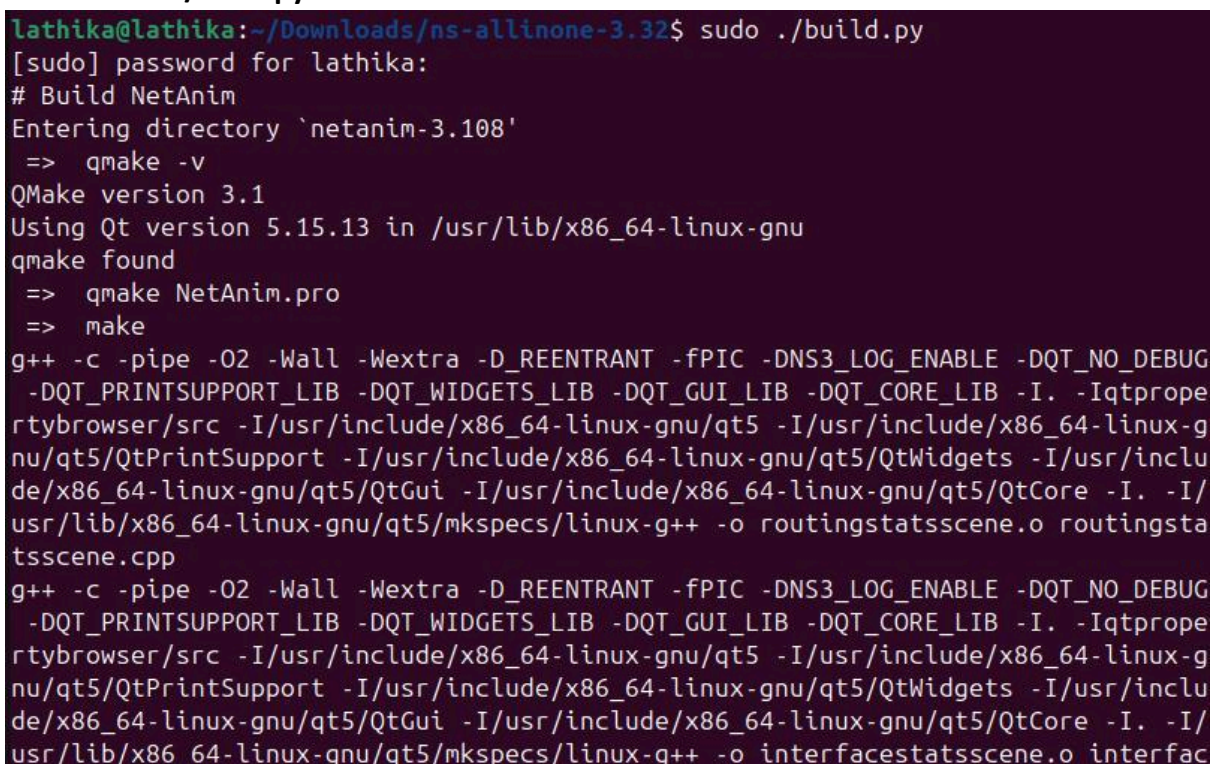 lathika@lathika:~/Downloads/ns-allinone-3.32$ sudo ./build.py
[sudo] password for lathika:
# Build NetAnim
Entering directory `netanim-3.108'
 =>  qmake -v
QMake version 3.1
Using Qt version 5.15.13 in /usr/lib/x86_64-linux-gnu
qmake found
 =>  qmake NetAnim.pro
 =>  make
g++ -c -pipe -O2 -Wall -Wextra -D_REENTRANT -fPIC -DNS3_LOG_ENABLE -DQT_NO_DEBUG
 -DQT_PRINTSUPPORT_LIB -DQT_WIDGETS_LIB -DQT_GUI_LIB -DQT_CORE_LIB -I. -Iqtprope
rtybrowser/src -I/usr/include/x86_64-linux-gnu/qt5 -I/usr/include/x86_64-linux-g
nu/qt5/QtPrintSupport -I/usr/include/x86_64-linux-gnu/qt5/QtWidgets -I/usr/inclu
de/x86_64-linux-gnu/qt5/QtGui -I/usr/include/x86_64-linux-gnu/qt5/QtCore -I. -I/
usr/lib/x86_64-linux-gnu/qt5/mkspecs/linux-g++ -o routingstatsscene.o routingsta
tsscene.cpp
g++ -c -pipe -O2 -Wall -Wextra -D_REENTRANT -fPIC -DNS3_LOG_ENABLE -DQT_NO_DEBUG
 -DQT_PRINTSUPPORT_LIB -DQT_WIDGETS_LIB -DQT_GUI_LIB -DQT_CORE_LIB -I. -Iqtprope
rtybrowser/src -I/usr/include/x86_64-linux-gnu/qt5 -I/usr/include/x86_64-linux-g
nu/qt5/QtPrintSupport -I/usr/include/x86_64-linux-gnu/qt5/QtWidgets -I/usr/inclu
de/x86_64-linux-gnu/qt5/QtGui -I/usr/include/x86_64-linux-gnu/qt5/QtCore -I. -I/
usr/lib/x86_64-linux-gnu/qt5/mkspecs/linux-g++ -o interfacestatsscene.o interfac